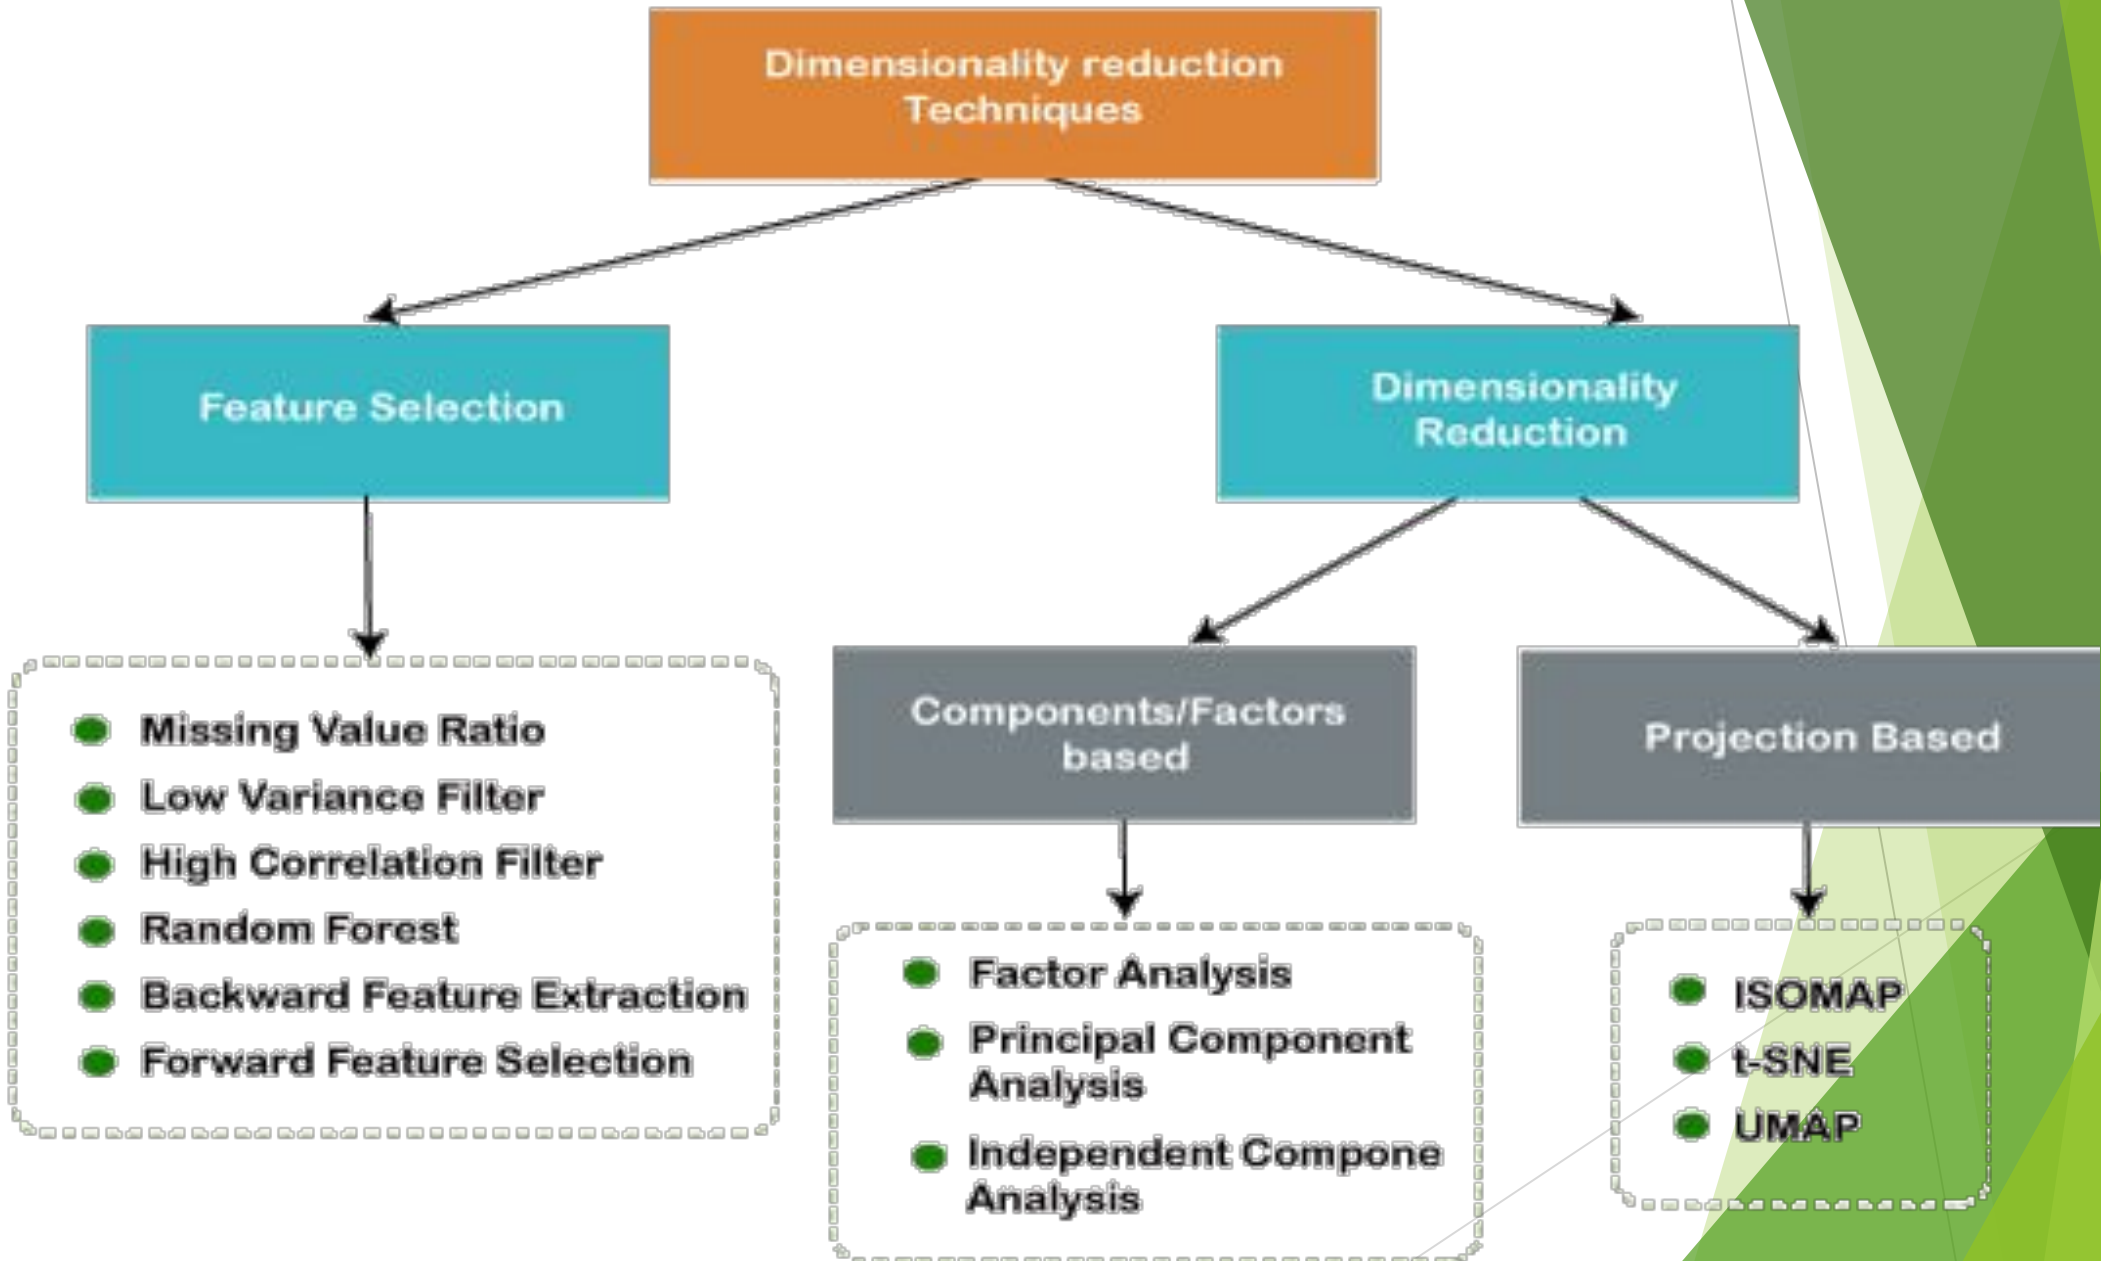 Dimensionality reduction
Techniques
Feature Selection
Dimensionality
Reduction
Missing Value Ratio
Low Variance Filter
High Correlation Filter
Random Forest
Backward Feature Extraction
Forward Feature Selection
Components/Factors
based
Factor Analysis
Principal Component
Analysis
Independent Compone
Analysis
Projection Based
ISOMAP
t-SNE
UMAP